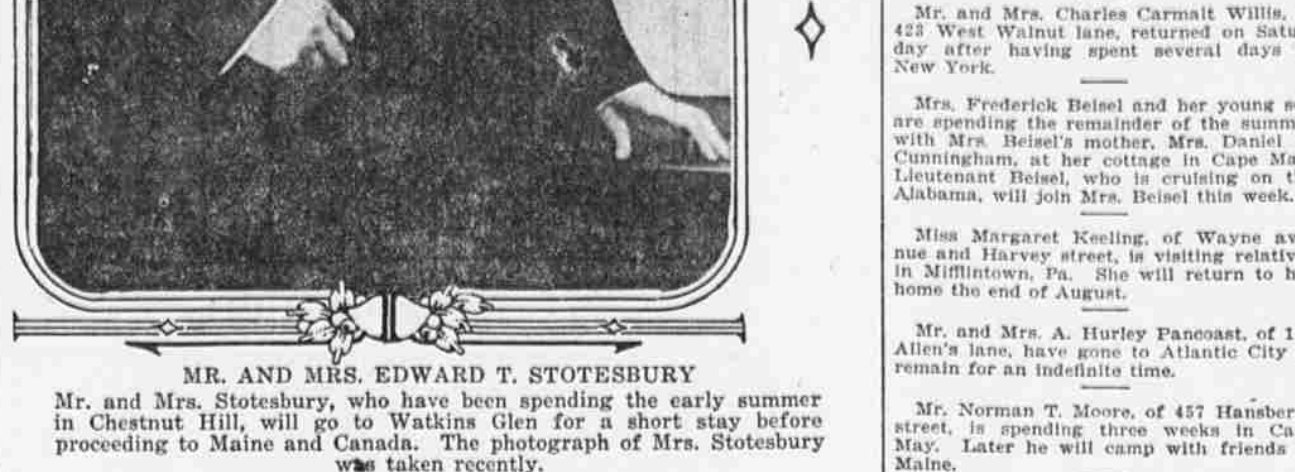 MR. AND MRS. EDWARD T. STOTESBURY
Mr. and Mrs. Stotesbury, who have been spending the early summer
in Chestnut Hill, will go to Watkins Glen for a short stay before
proceeding to Maine and Canada. The photograph of Mrs. Stotesbury
was taken recently.
Mr. and Mrs. Charles Carmalt Willis,
423 West Walnut lane, returned on Satu
day after having spent several days
New York.
Mrs. Frederick Beisel and her young s
are spending the remainder of the summ
with Mrs. Beisel's mother, Mrs. Daniel
Cunningham, at her cottage in Cape Ma
Lieutenant Beisel, who is cruising on t
Alabama, will join Mrs. Beisel this week.
Miss Margaret Keeling, of Wayne av
nue and Harvey street, is visiting relativ
in Mifflintown, Pa. She will return to h
home the end of August.
Mr. and Mrs. A. Hurley Pancoast, of 1
Allen's lane, have gone to Atlantic City
remain for an indefinite time.
Mr. Norman T. Moore, of 457 Hansber
street, is spending three weeks in Ca
May. Later he will camp with friends
Maine.